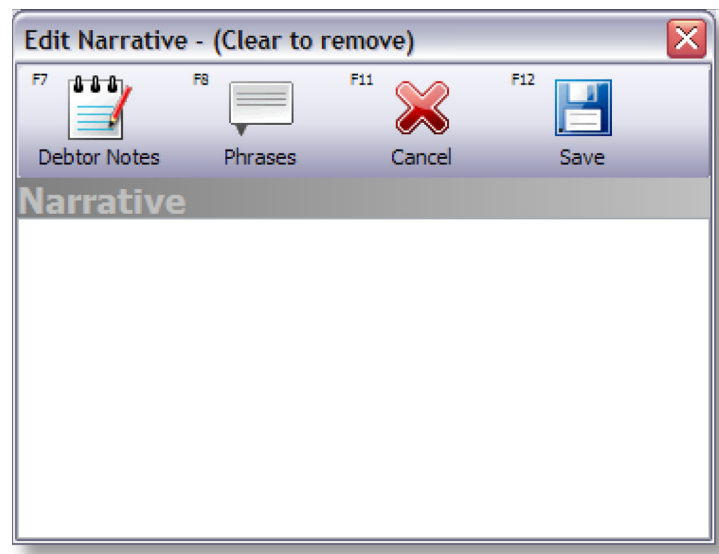 Edit Narrative - (Clear to remove)
F7 F8 F11 F12
Debtor Notes Phrases Cancel Save
Narrative